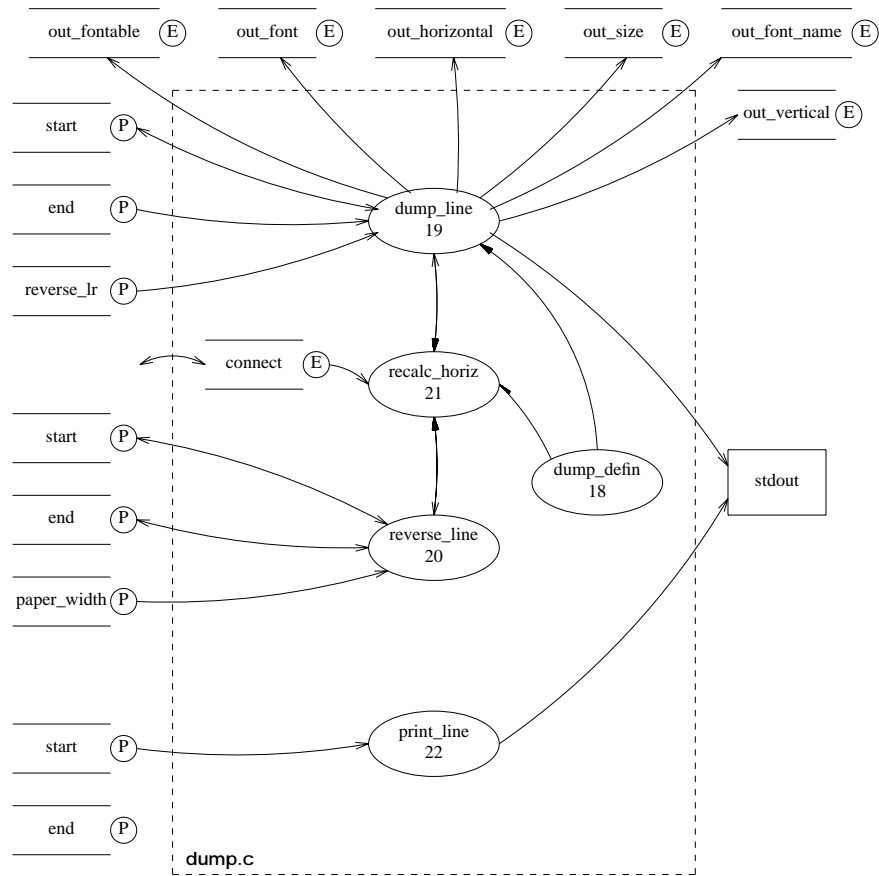 out_fontable E out_font E out_horizontal E out_size E out_font_name E
start P out_vertical E
end P dump_line
19
reverse_lr P
connect E recalc_horiz
21
start P
dump_defin
18
stdout
end P reverse_line
20
paper_width P
start P print_line
22
end P
dump.c